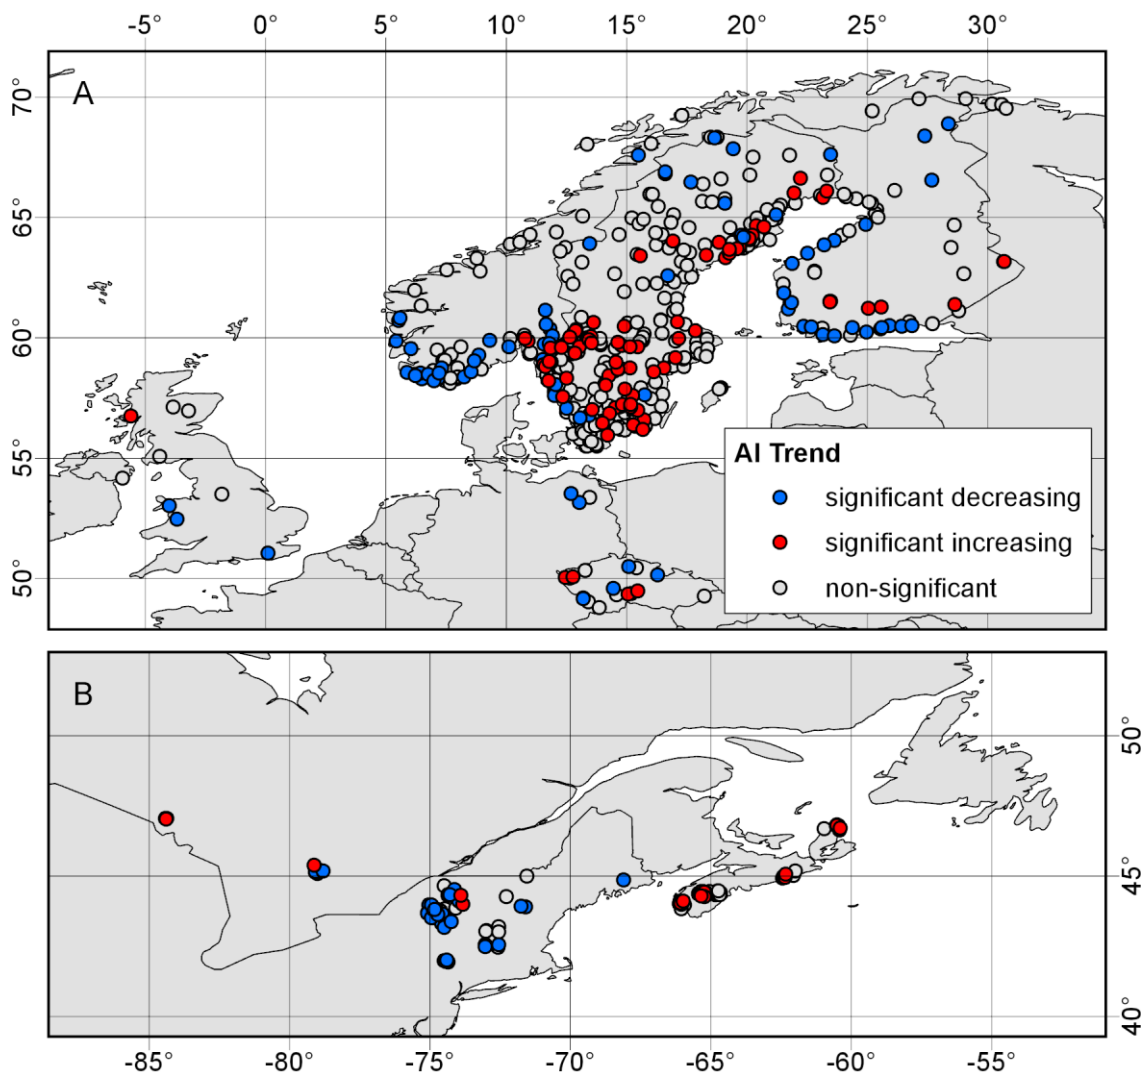 -5° 0° 5° 10° 15° 20° 25° 30°
A
70°
65°
60°
55°
50°
AI Trend
significant decreasing
significant increasing
non-significant
B
50°
45°
40°
-85° -80° -75° -70° -65° -60° -55°